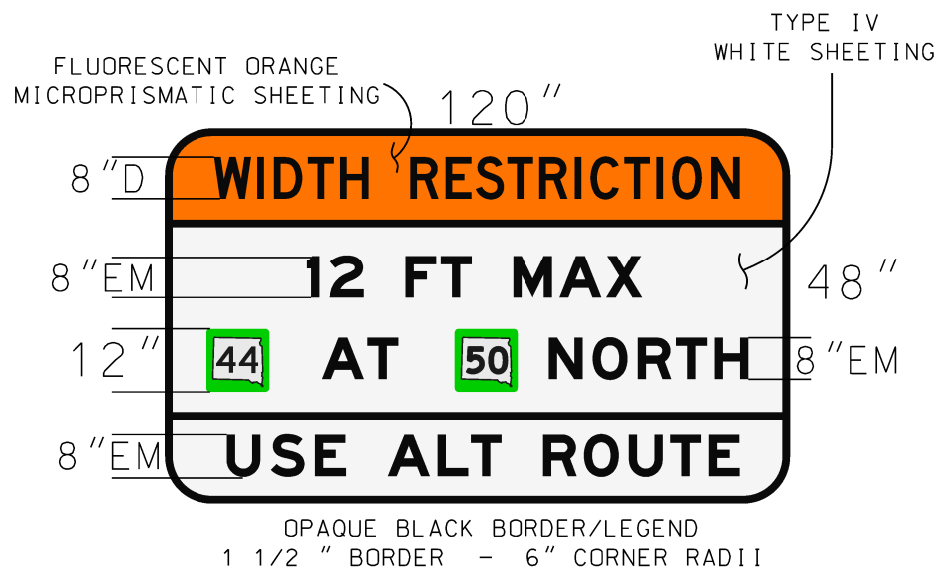 TYPE IV
WHITE SHEETING
FLUORESCENT ORANGE
MICROPRISMATIC SHEETING
120"
8"D WIDTH RESTRICTION
8"EM 12 FT MAX 48"
12" 44 AT 50 NORTH 8"EM
8"EM USE ALT ROUTE
OPAQUE BLACK BORDER/LEGEND
1 1/2 " BORDER - 6" CORNER RADII